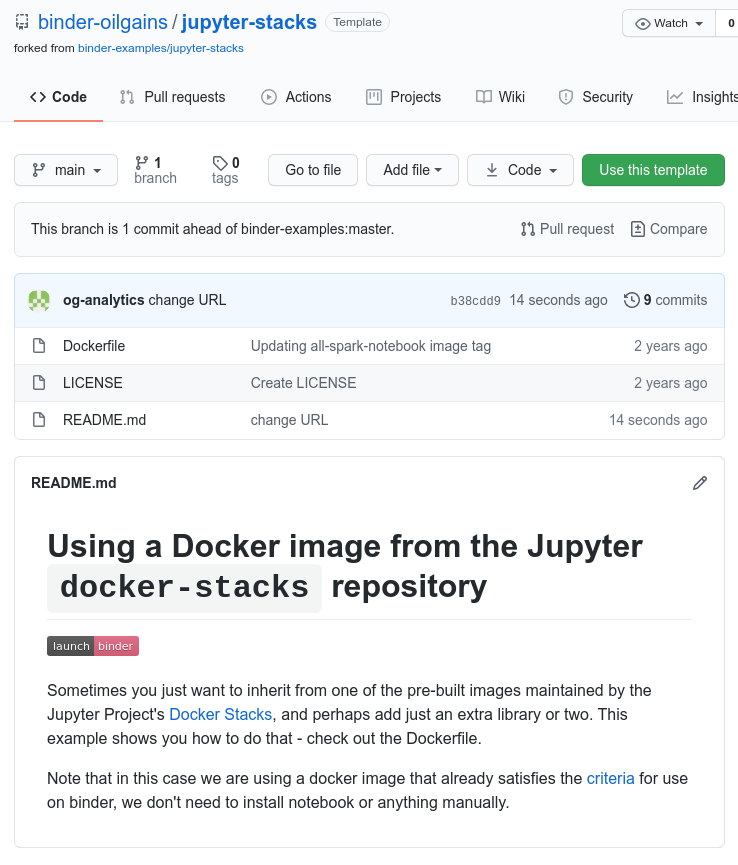 binder-oilgains / jupyter-stacks Template Watch 0
forked from binder-examples/jupyter-stacks
Code Pull requests Actions Projects Wiki Security Insights
main 1 branch 0 tags Go to file Add file Code Use this template
This branch is 1 commit ahead of binder-examples:master. Pull request Compare
og-analytics change URL b38cdd9 14 seconds ago 9 commits
Dockerfile Updating all-spark-notebook image tag 2 years ago
LICENSE Create LICENSE 2 years ago
README.md change URL 14 seconds ago
README.md
Using a Docker image from the Jupyter
docker-stacks repository
launch binder
Sometimes you just want to inherit from one of the pre-built images maintained by the
Jupyter Project's Docker Stacks, and perhaps add just an extra library or two. This
example shows you how to do that - check out the Dockerfile.
Note that in this case we are using a docker image that already satisfies the criteria for use
on binder, we don't need to install notebook or anything manually.